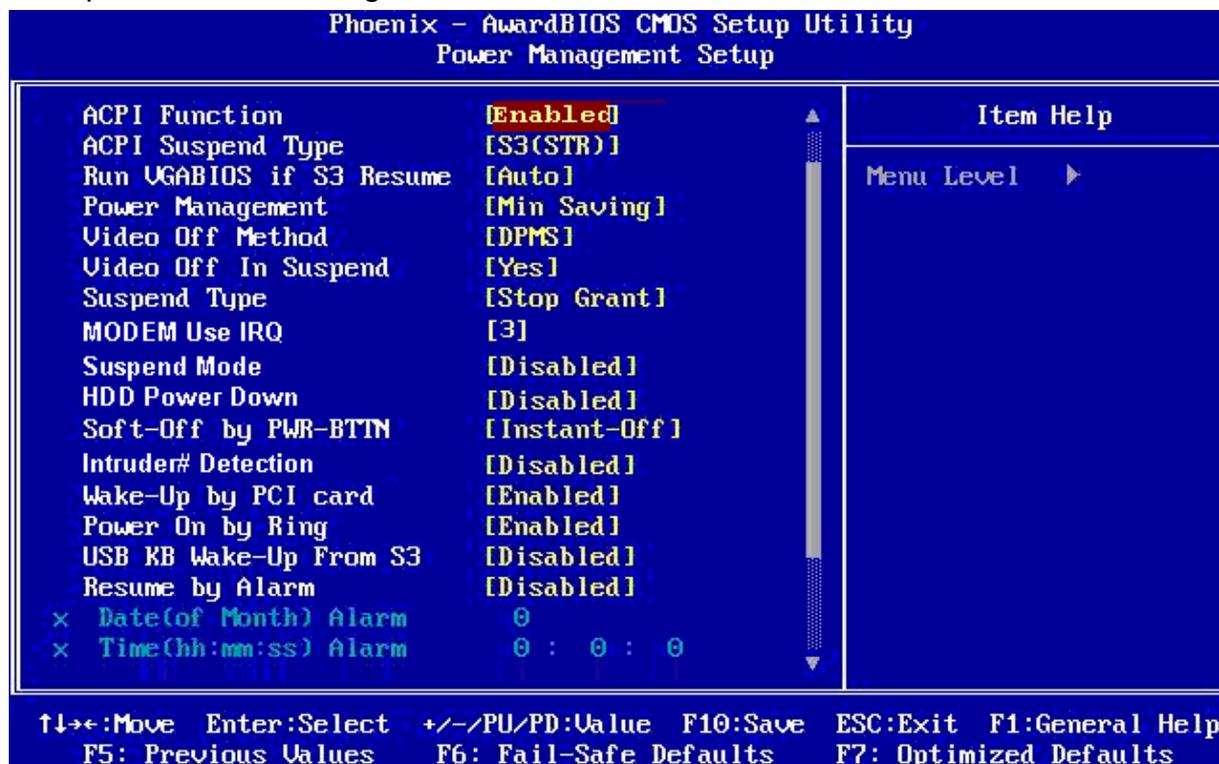 Phoenix - AwardBIOS CMOS Setup Utility
Power Management Setup
ACPI Function [Enabled]
ACPI Suspend Type [S3(STR)]
Run VGABIOS if S3 Resume [Auto]
Power Management [Min Saving]
Video Off Method [DPMS]
Video Off In Suspend [Yes]
Suspend Type [Stop Grant]
MODEM Use IRQ [3]
Suspend Mode [Disabled]
HDD Power Down [Disabled]
Soft-Off by PWR-BTTN [Instant-Off]
Intruder# Detection [Disabled]
Wake-Up by PCI card [Enabled]
Power On by Ring [Enabled]
USB KB Wake-Up From S3 [Disabled]
Resume by Alarm [Disabled]
x Date(of Month) Alarm 0
x Time(hh:mm:ss) Alarm 0 : 0 : 0
Item Help
Menu Level ▶
↑↓→←:Move Enter:Select +/-/PU/PD:Value F10:Save ESC:Exit F1:General Help
F5: Previous Values F6: Fail-Safe Defaults F7: Optimized Defaults